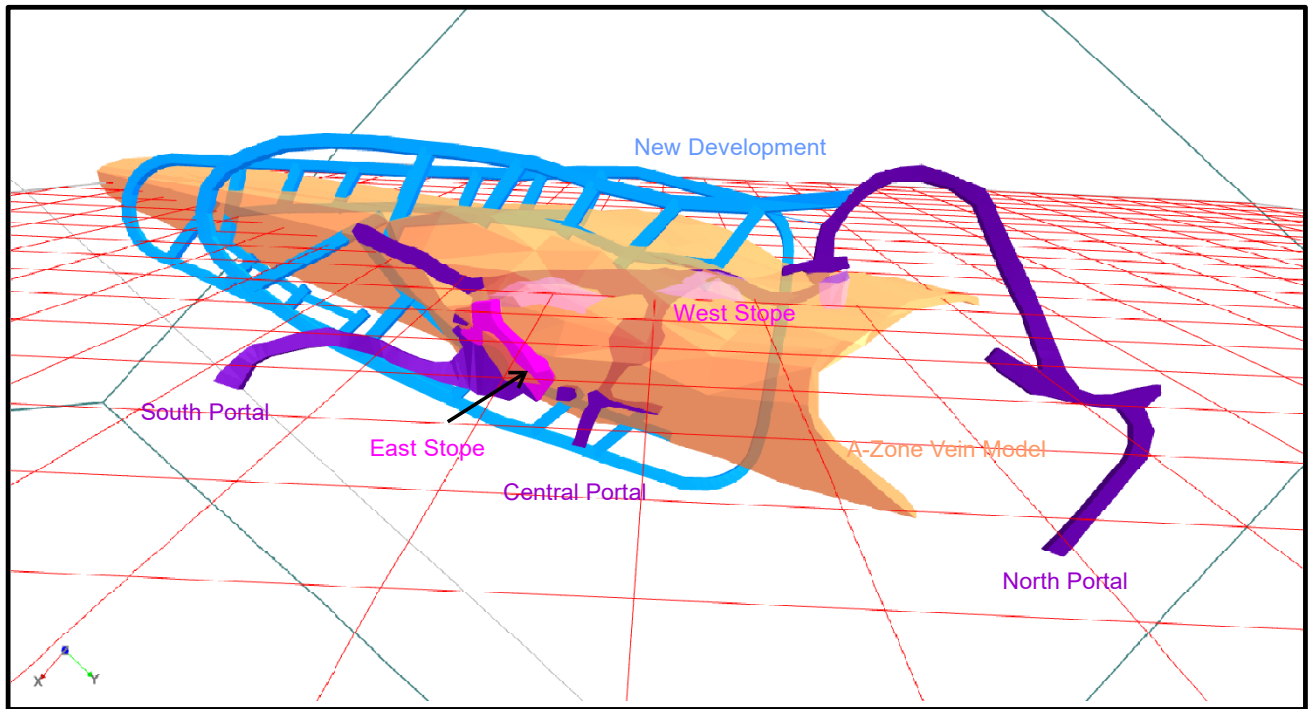 New Development
West Stope
South Portal
East Stope
A-Zone Vein Model
Central Portal
North Portal
X
Y